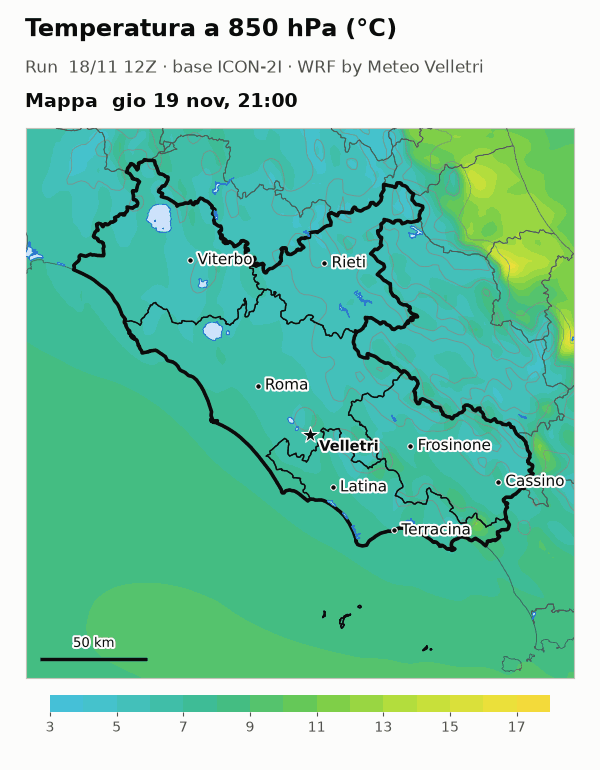 Temperatura a 850 hPa (°C)
Run  18/11 12Z · base ICON-2I · WRF by Meteo Velletri
Mappa  gio 19 nov, 21:00
Viterbo
Rieti
Roma
Velletri
Frosinone
Latina
Cassino
Terracina
50 km
3 5 7 9 11 13 15 17